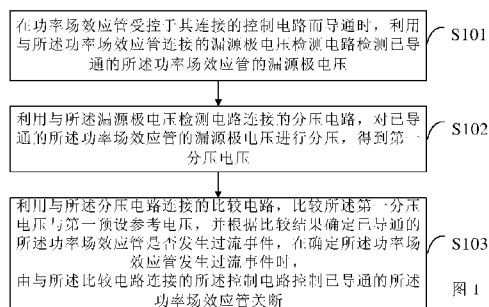 在功率场效应管受控于其连接的控制电路而导通时，利用
与所述功率场效应管连接的漏源极电压检测电路检测已导
通的所述功率场效应管的漏源极电压
S101
利用与所述漏源极电压检测电路连接的分压电路，对已导
通的所述功率场效应管的漏源极电压进行分压，得到第一
分压电压
S102
利用与所述分压电路连接的比较电路，比较所述第一分压
电压与第一预设参考电压，并根据比较结果确定已导通的
所述功率场效应管是否发生过流事件，在确定所述功率场
效应管发生过流事件时，
由与所述比较电路连接的所述控制电路控制已导通的所述
功率场效应管关断
S103
图 1